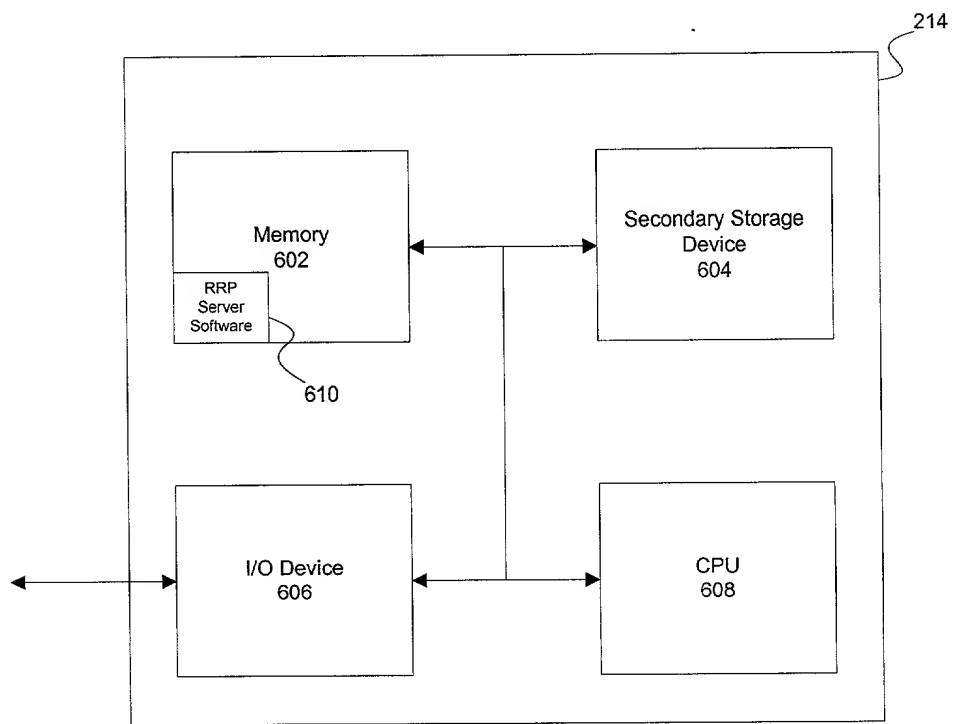 214
Memory
602
RRP
Server
Software
610
Secondary Storage
Device
604
I/O Device
606
CPU
608